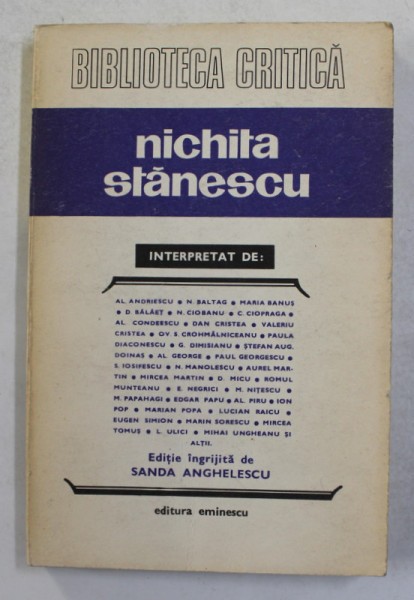 BIBLIOTECA CRITICĂ
nichita
stănescu
INTERPRETAT DE:
AL. ANDRIESCU • N. BALTAG • MARIA BANUȘ
• D. BĂLĂEȚ • N. CIOBANU • C. CIOPRAGA •
AL. CONDEESCU • DAN CRISTEA • VALERIU
CRISTEA • OV. S. CROHMĂLNICEANU • PAULA
DIACONESCU • G. DIMISIANU • ȘTEFAN AUG.
DOINAȘ • AL. GEORGE • PAUL GEORGESCU •
S. IOSIFESCU • N. MANOLESCU • AUREL MAR-
TIN • MIRCEA MARTIN • D. MICU • ROMUL
MUNTEANU • E. NEGRICI • M. NIȚESCU •
M. PAPAHAGI • EDGAR PAPU • AL. PIRU • ION
POP • MARIAN POPA • LUCIAN RAICU •
EUGEN SIMION • MARIN SORESCU • MIRCEA
TOMUȘ • L. ULICI • MIHAI UNGHEANU ȘI
ALȚII.
Ediție îngrijită de
SANDA ANGHELESCU
editura eminescu